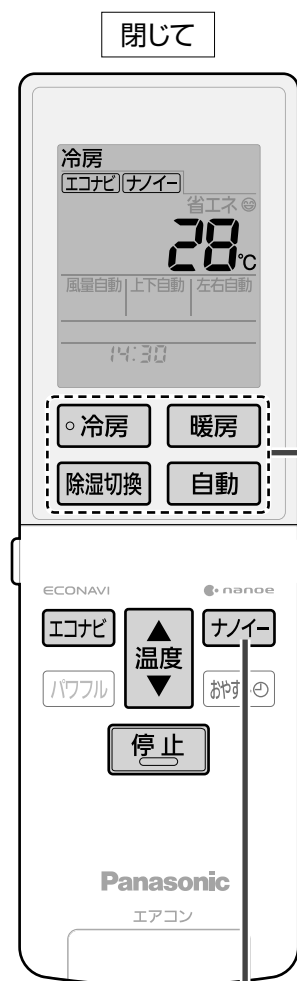 閉じて
冷房
エコナビ ナノイー
省エネ
28℃
風量自動 上下自動 左右自動
14:30
冷房 暖房
除湿切換 自動
ECONAVI nanoe
エコナビ ナノイー
温度
パワフル おやすみ
停止
Panasonic
エアコン